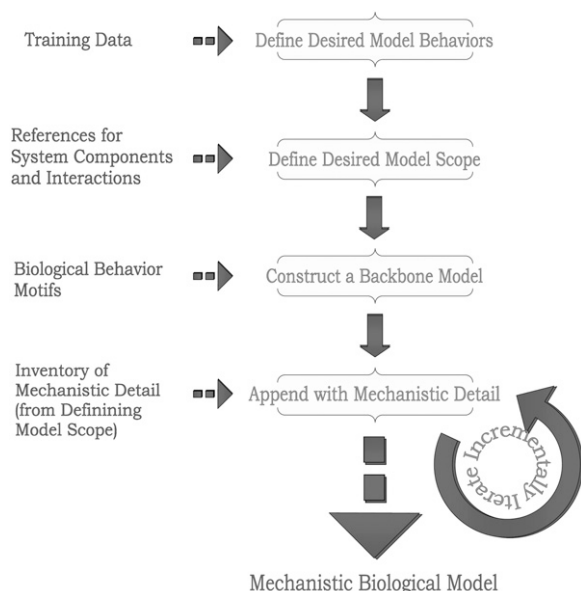 Training Data
Define Desired Model Behaviors
References for
System Components
and Interactions
Define Desired Model Scope
Biological Behavior
Motifs
Construct a Backbone Model
Inventory of
Mechanistic Detail
(from Definining
Model Scope)
Append with Mechanistic Detail
Incrementally Iterate
Mechanistic Biological Model